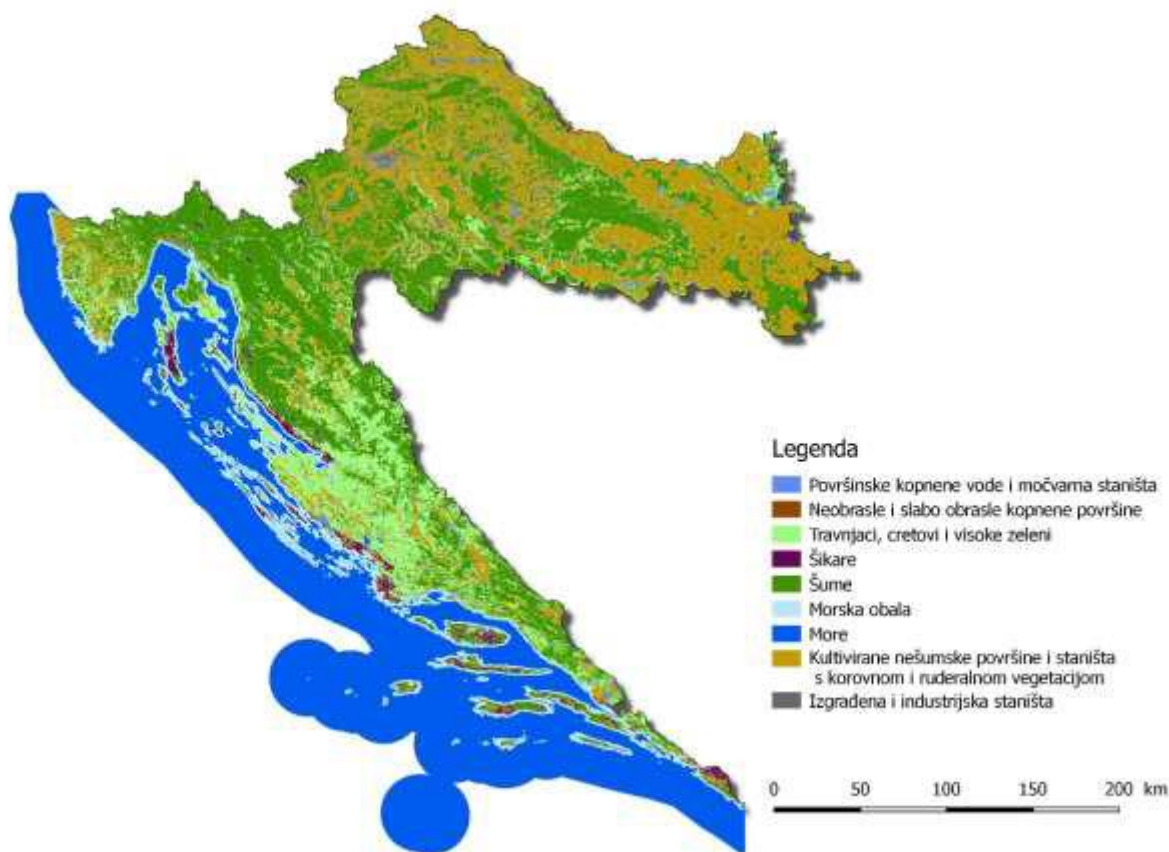 Legenda
Površinske kopnene vode i močvarna staništa
Neobrasle i slabo obrasle kopnene površine
Travnjaci, cretovi i visoke zeleni
Šikare
Šume
Morska obala
More
Kultivirane nešumske površine i staništa
s korovnom i ruderalnom vegetacijom
Izgrađena i industrijska staništa
0 50 100 150 200 km